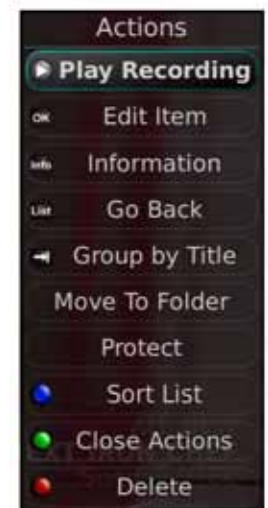 Actions
Play Recording
OK Edit Item
Info Information
List Go Back
Group by Title
Move To Folder
Protect
Sort List
Close Actions
Delete